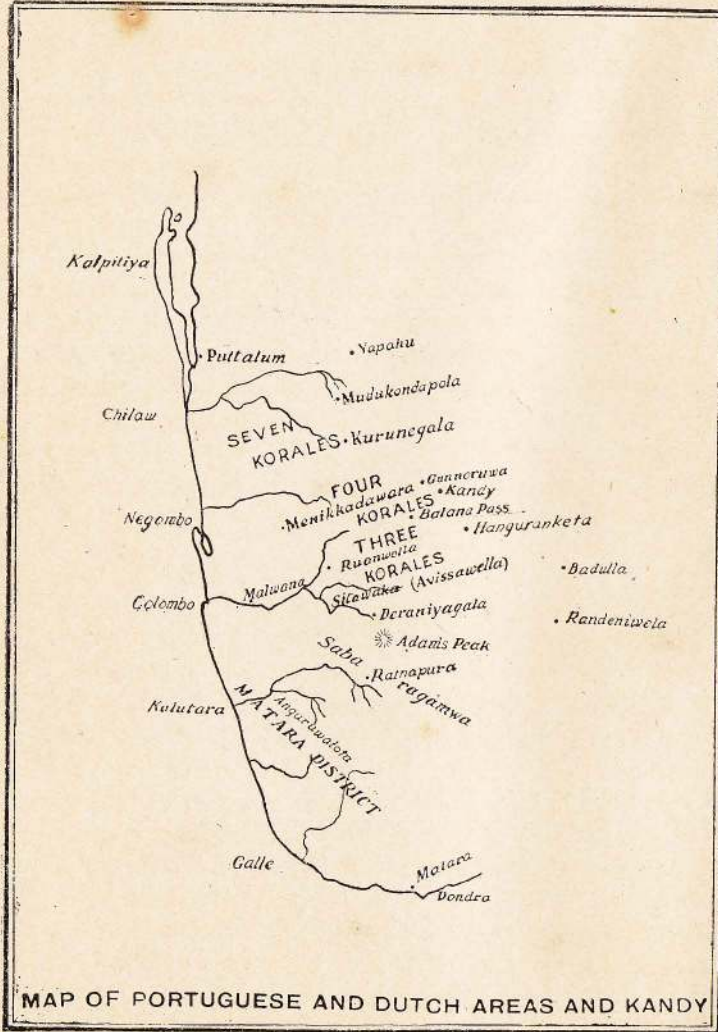 Kalpitiya
Puttalum
Yapahu
Mudukondapola
Chilaw
SEVEN
KORALES
Kurunegala
FOUR
KORALES
Gannoruwa
Kandy
Menikkadawara
Balana Pass
Negombo
Hanguranketa
THREE
KORALES
Ruanwella
Malwana
Sitawaka (Avissawella)
Badulla
Colombo
Deraniyagala
Randeniwela
Adams Peak
Saba
ragamwa
Ratnapura
Kulutara
MATARA DISTRICT
Anguruwatota
Galle
Matara
Dondra
MAP OF PORTUGUESE AND DUTCH AREAS AND KANDY